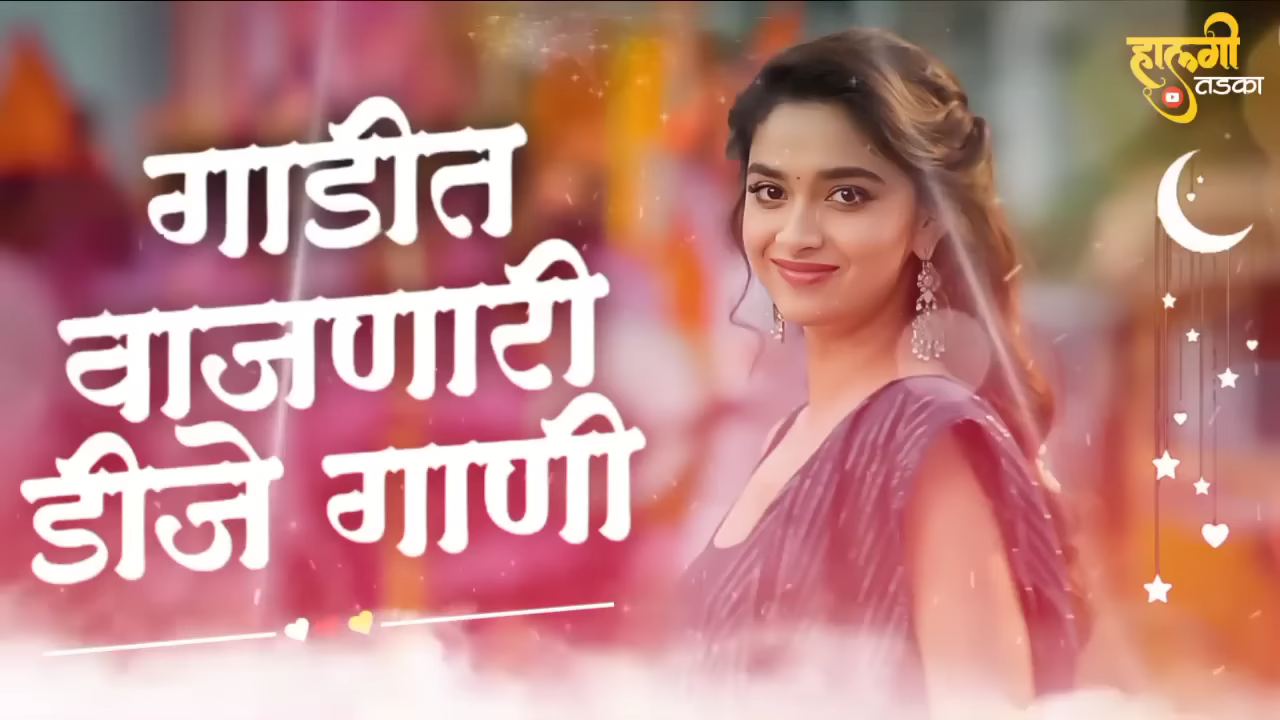 गाडीत
वाजणारी
डीजे गाणी
हालगी
तडका